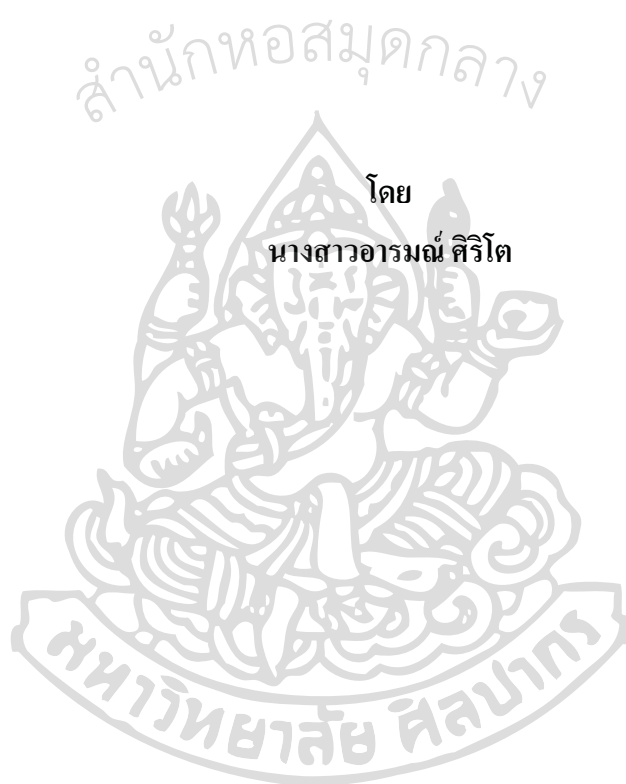 สำนักหอสมุดกลาง
โดย
นางสาวอารมณ์ ศิริโต
มหาวิทยาลัย ศิลปากร